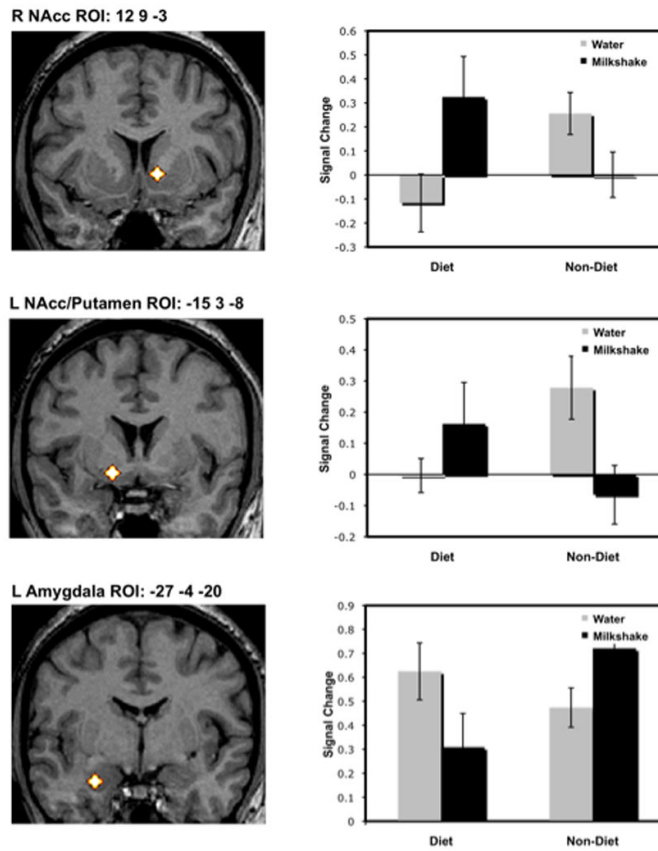 R NAcc ROI: 12 9 -3
0.6
0.5
0.4
0.3
0.2
0.1
0
-0.1
-0.2
-0.3
Signal Change
Water
Milkshake
Diet Non-Diet
L NAcc/Putamen ROI: -15 3 -8
0.5
0.4
0.3
0.2
0.1
0
-0.1
-0.2
Signal Change
Water
Milkshake
Diet Non-Diet
L Amygdala ROI: -27 -4 -20
0.9
0.8
0.7
0.6
0.5
0.4
0.3
0.2
0.1
0
Signal Change
Water
Milkshake
Diet Non-Diet